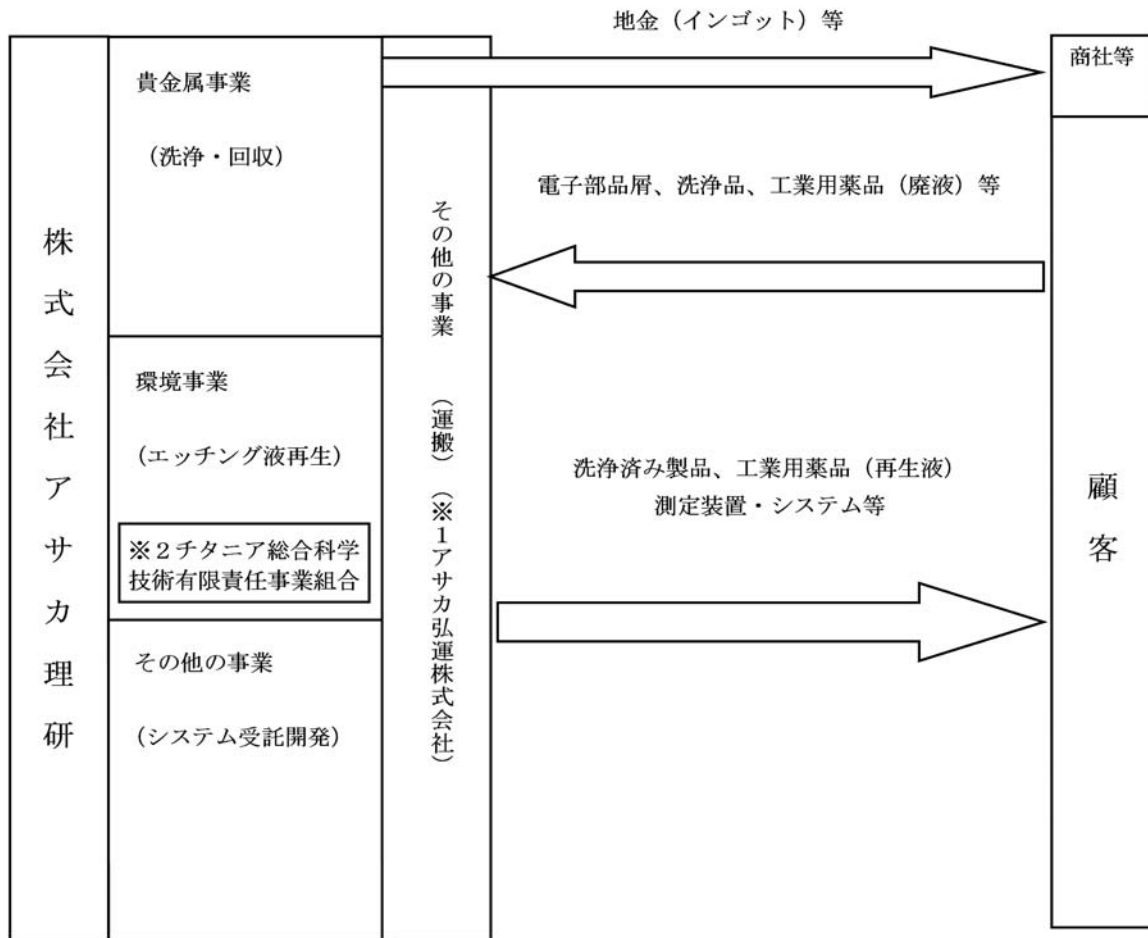 地金（インゴット）等
商社等
貴金属事業
（洗浄・回収）
電子部品屑、洗浄品、工業用薬品（廃液）等
株式会社アサカ理研
その他の事業　（運搬）（※１アサカ弘運株式会社）
環境事業
（エッチング液再生）
洗浄済み製品、工業用薬品（再生液）
測定装置・システム等
顧客
※２チタニア総合科学
技術有限責任事業組合
その他の事業
（システム受託開発）